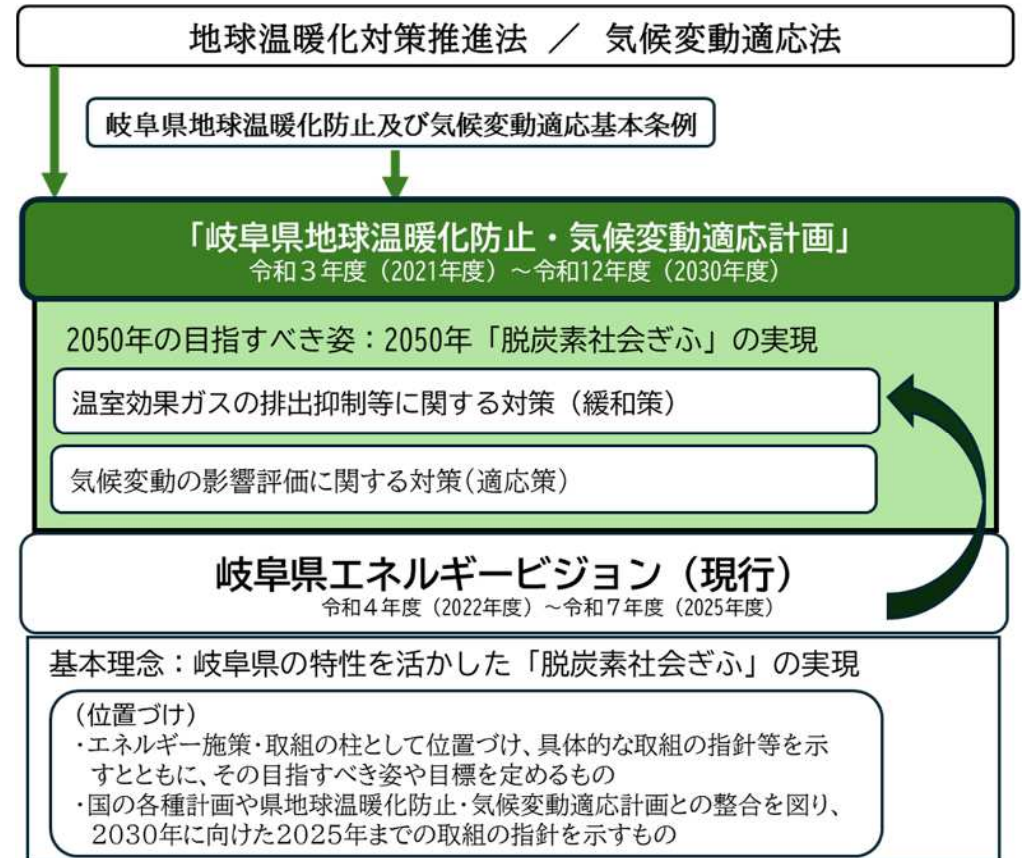 地球温暖化対策推進法 ／ 気候変動適応法
岐阜県地球温暖化防止及び気候変動適応基本条例
「岐阜県地球温暖化防止・気候変動適応計画」
令和３年度（2021年度）～令和12年度（2030年度）
2050年の目指すべき姿：2050年「脱炭素社会ぎふ」の実現
温室効果ガスの排出抑制等に関する対策（緩和策）
気候変動の影響評価に関する対策（適応策）
岐阜県エネルギービジョン（現行）
令和４年度（2022年度）～令和７年度（2025年度）
基本理念：岐阜県の特性を活かした「脱炭素社会ぎふ」の実現
（位置づけ）
・エネルギー施策・取組の柱として位置づけ、具体的な取組の指針等を示
すとともに、その目指すべき姿や目標を定めるもの
・国の各種計画や県地球温暖化防止・気候変動適応計画との整合を図り、
2030年に向けた2025年までの取組の指針を示すもの